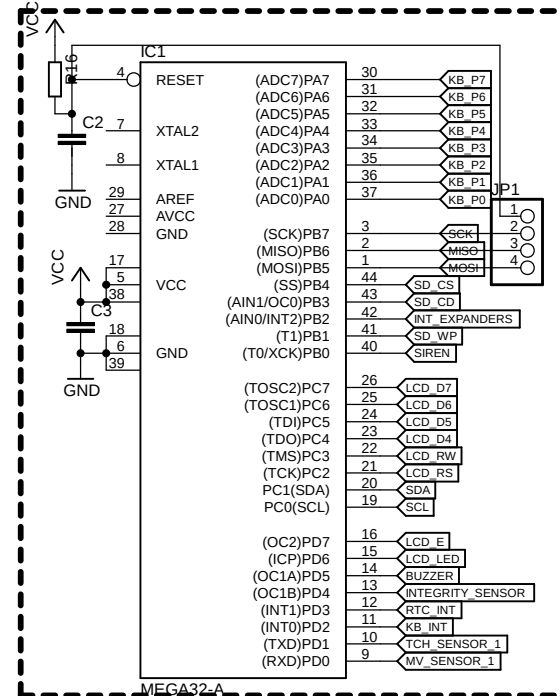 VCC
IC1
R16
4 RESET (ADC7)PA7 30 KB_P7
(ADC6)PA6 31 KB_P6
(ADC5)PA5 32 KB_P5
C2
7 XTAL2 (ADC4)PA4 33 KB_P4
(ADC3)PA3 34 KB_P3
8 XTAL1 (ADC2)PA2 35 KB_P2
(ADC1)PA1 36 KB_P1
GND
29 AREF (ADC0)PA0 37 KB_P0
JP1
27 AVCC
1
28 GND (SCK)PB7 3 SCK 2
(MISO)PB6 2 MISO 3
VCC
17 (MOSI)PB5 1 MOSI 4
5 VCC (SS)PB4 44 SD_CS
38 (AIN1/OC0)PB3 43 SD_CD
C3
(AIN0/INT2)PB2 42 INT_EXPANDERS
18 (T1)PB1 41 SD_WP
6 GND (T0/XCK)PB0 40 SIREN
39
GND
(TOSC2)PC7 26 LCD_D7
(TOSC1)PC6 25 LCD_D6
(TDI)PC5 24 LCD_D5
(TDO)PC4 23 LCD_D4
(TMS)PC3 22 LCD_RW
(TCK)PC2 21 LCD_RS
PC1(SDA) 20 SDA
PC0(SCL) 19 SCL
(OC2)PD7 16 LCD_E
(ICP)PD6 15 LCD_LED
(OC1A)PD5 14 BUZZER
(OC1B)PD4 13 INTEGRITY_SENSOR
(INT1)PD3 12 RTC_INT
(INT0)PD2 11 KB_INT
(TXD)PD1 10 TCH_SENSOR_1
(RXD)PD0 9 MV_SENSOR_1
MEGA32-A